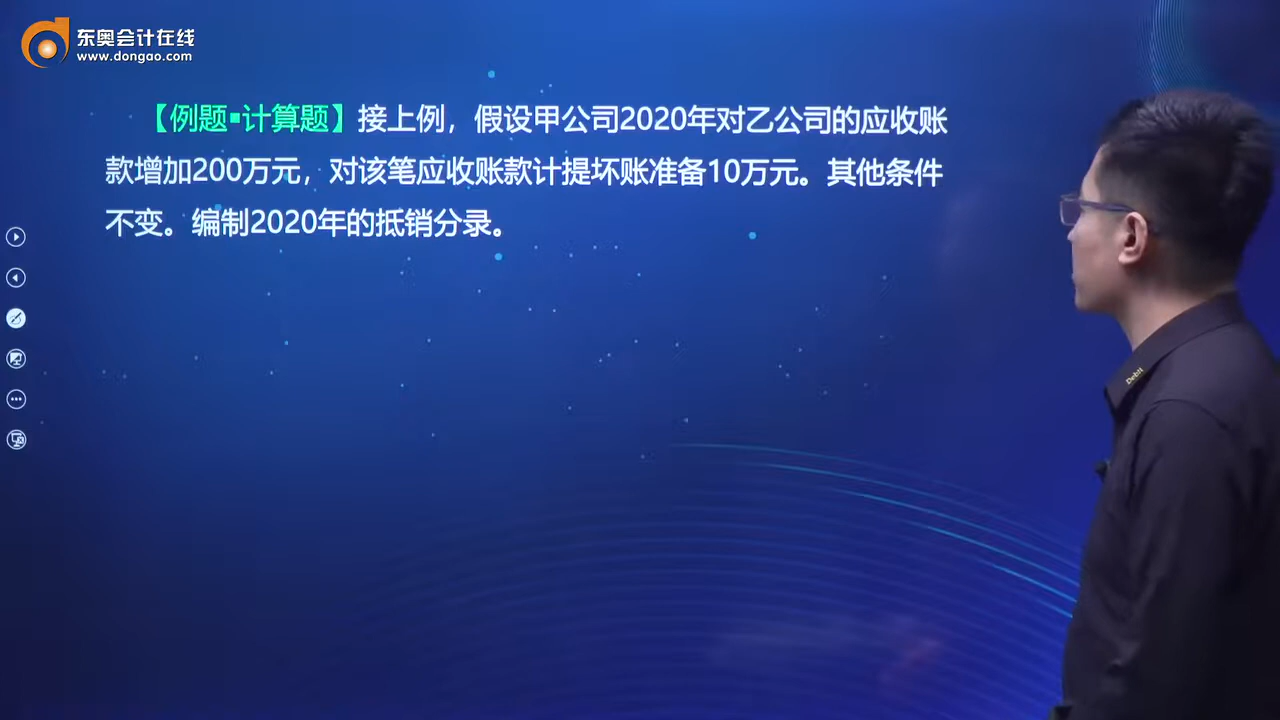 东奥会计在线
www.dongao.com
【例题▪计算题】接上例，假设甲公司2020年对乙公司的应收账
款增加200万元，对该笔应收账款计提坏账准备10万元。其他条件
不变。编制2020年的抵销分录。